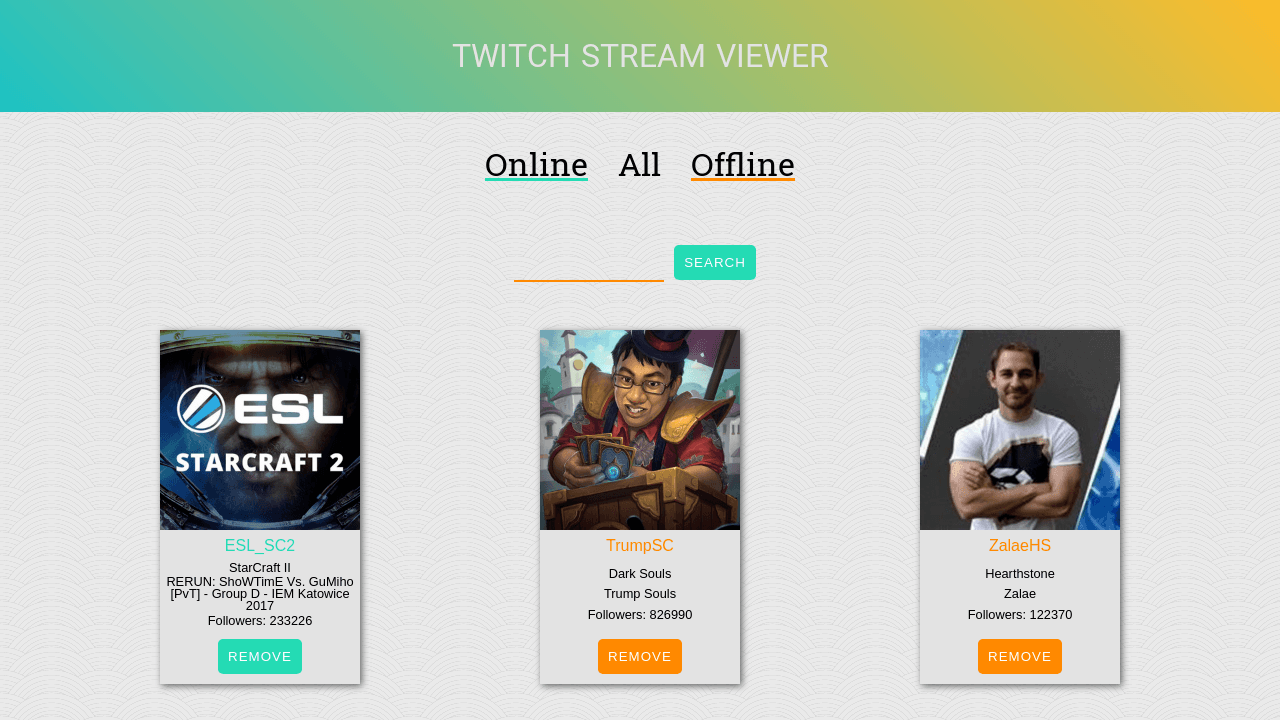 TWITCH STREAM VIEWER
Online All Offline
SEARCH
ESL
STARCRAFT 2
ESL_SC2
StarCraft II
RERUN: ShoWTimE Vs. GuMiho
[PvT] - Group D - IEM Katowice
2017
Followers: 233226
REMOVE
TrumpSC
Dark Souls
Trump Souls
Followers: 826990
REMOVE
ZalaeHS
Hearthstone
Zalae
Followers: 122370
REMOVE